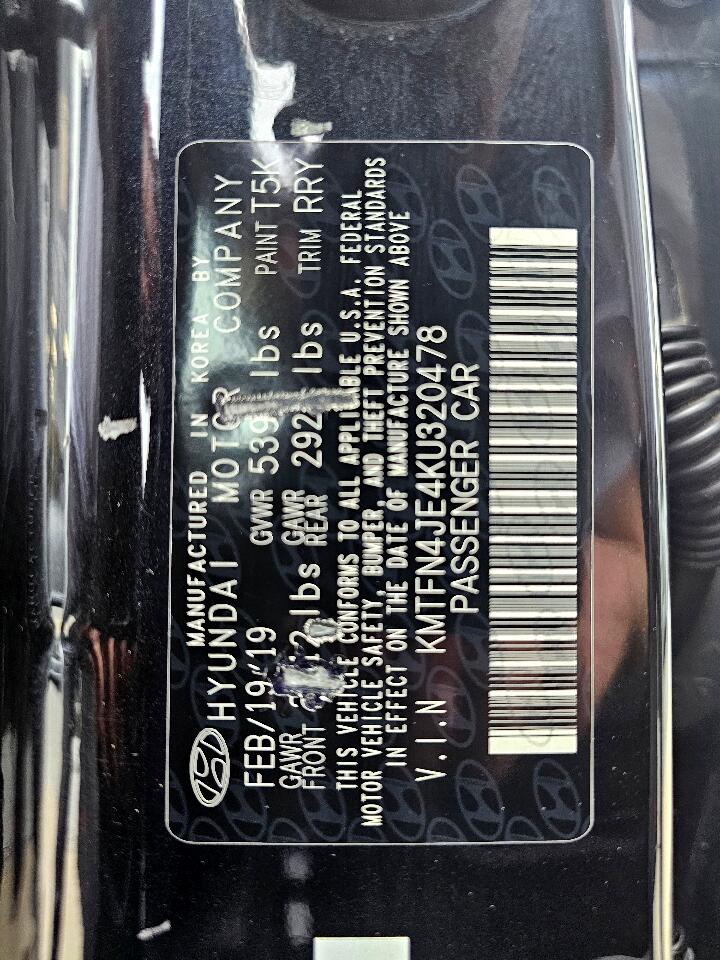 MANUFACTURED IN KOREA BY
HYUNDAI MOTOR COMPANY
FEB/19/'19 GVWR lbs PAINT T5K
GAWR FRONT lbs GAWR REAR lbs TRIM RRY
THIS VEHICLE CONFORMS TO ALL APPLICABLE U.S.A. FEDERAL
MOTOR VEHICLE SAFETY, BUMPER, AND THEFT PREVENTION STANDARDS
IN EFFECT ON THE DATE OF MANUFACTURE SHOWN ABOVE
V.I.N KMTFN4JE4KU320478
PASSENGER CAR